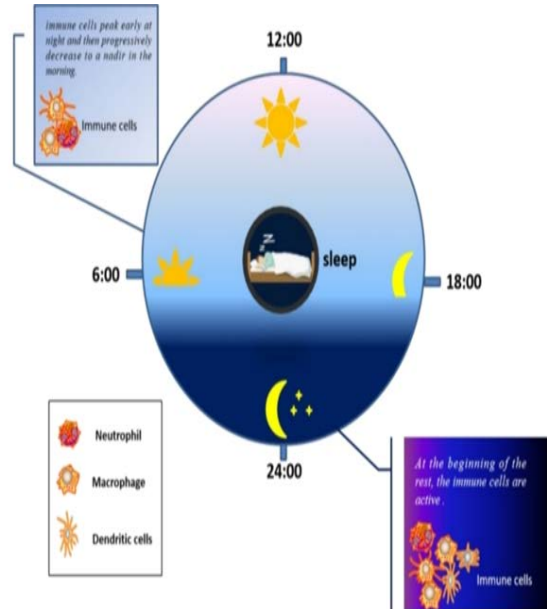 immune cells peak early at
night and then progressively
decrease to a nadir in the
morning.
Immune cells
12:00
sleep
6:00
18:00
24:00
Neutrophil
Macrophage
Dendritic cells
At the beginning of the
rest, the immune cells are
active .
Immune cells